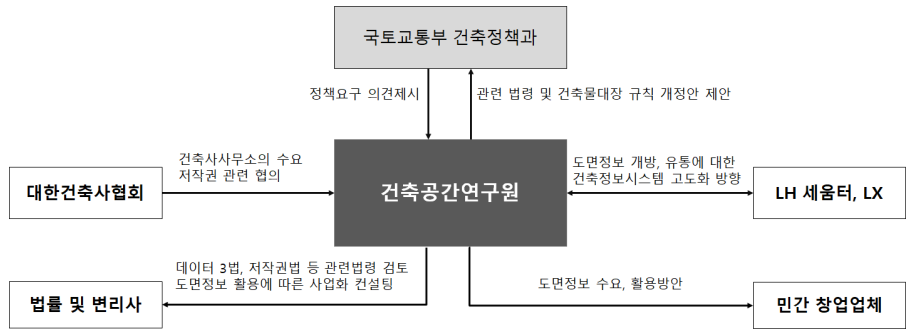 국토교통부 건축정책과
정책요구 의견제시
관련 법령 및 건축물대장 규칙 개정안 제안
건축사사무소의 수요
저작권 관련 협의
도면정보 개방, 유통에 대한
건축정보시스템 고도화 방향
대한건축사협회
건축공간연구원
LH 세움터, LX
데이터 3법, 저작권법 등 관련법령 검토
도면정보 활용에 따른 사업화 컨설팅
도면정보 수요, 활용방안
법률 및 변리사
민간 창업업체